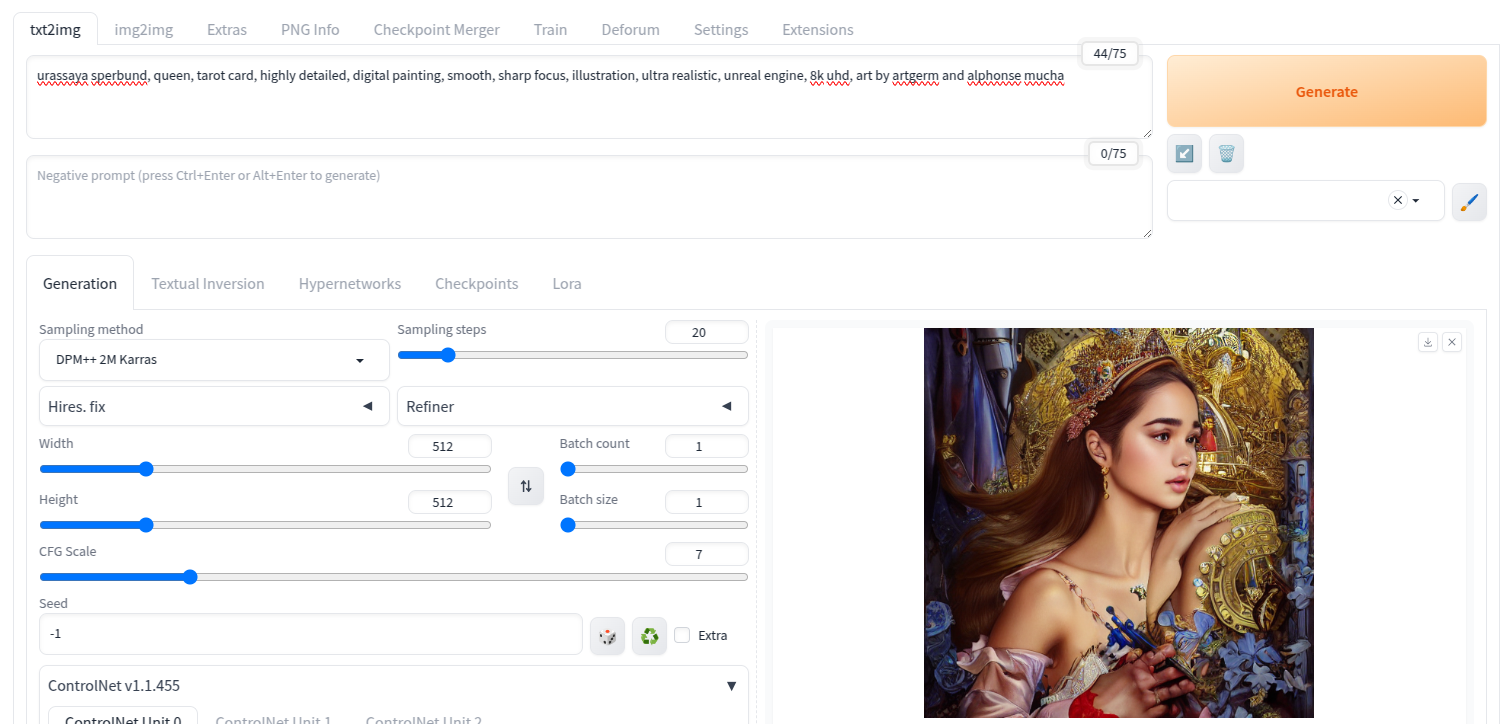 txt2img img2img Extras PNG Info Checkpoint Merger Train Deforum Settings Extensions
44/75
urassaya sperbund, queen, tarot card, highly detailed, digital painting, smooth, sharp focus, illustration, ultra realistic, unreal engine, 8k uhd, art by artgerm and alphonse mucha
Generate
0/75
Negative prompt (press Ctrl+Enter or Alt+Enter to generate)
Generation Textual Inversion Hypernetworks Checkpoints Lora
Sampling method
DPM++ 2M Karras
Sampling steps
20
Hires. fix
Refiner
Width
512
Batch count
1
Height
512
Batch size
1
CFG Scale
7
Seed
-1
Extra
ControlNet v1.1.455
ControlNet Unit 0 ControlNet Unit 1 ControlNet Unit 2